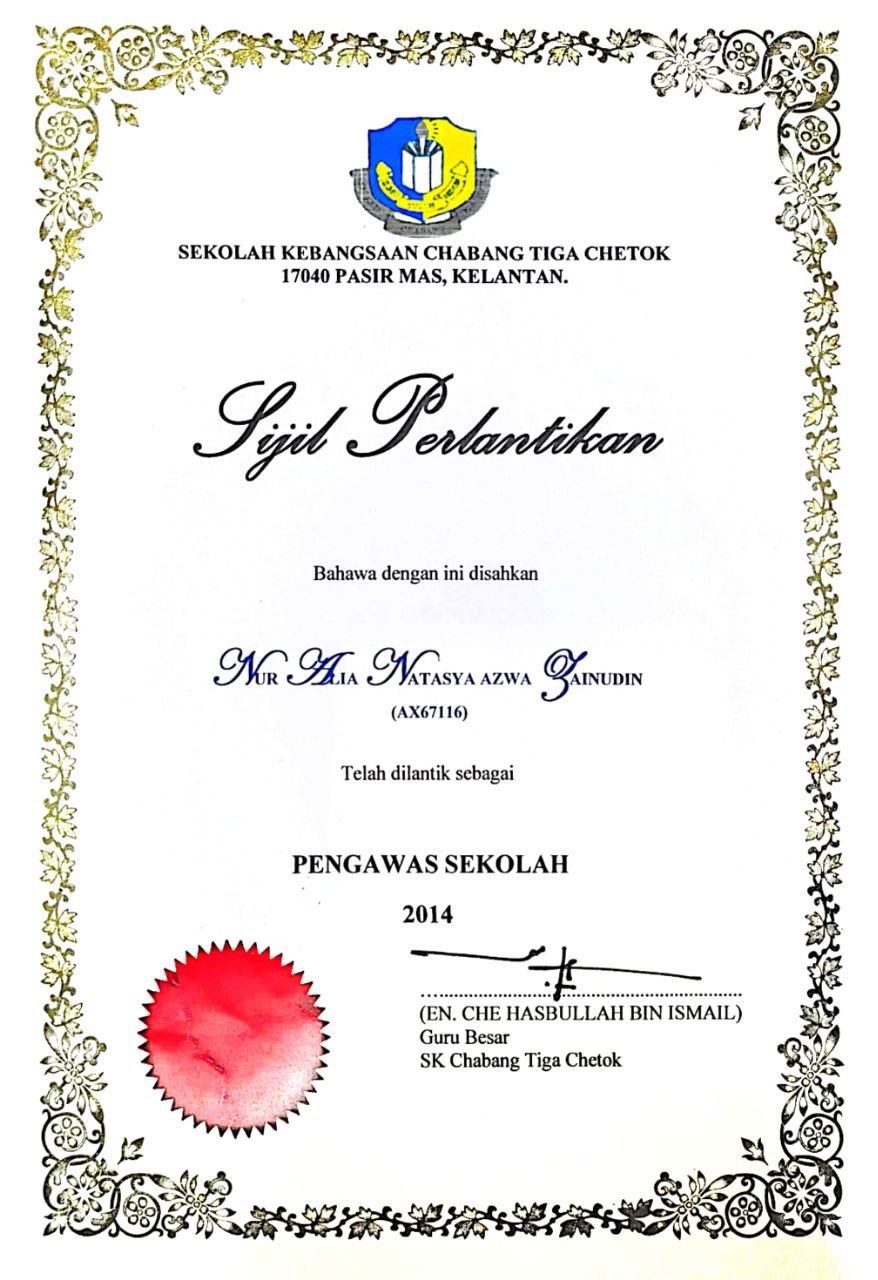 SEKOLAH KEBANGSAAN CHABANG TIGA CHETOK
17040 PASIR MAS, KELANTAN.
Sijil Perlantikan
Bahawa dengan ini disahkan
NUR ALIA NATASYA AZWA ZAINUDIN
(AX67116)
Telah dilantik sebagai
PENGAWAS SEKOLAH
2014
(EN. CHE HASBULLAH BIN ISMAIL)
Guru Besar
SK Chabang Tiga Chetok